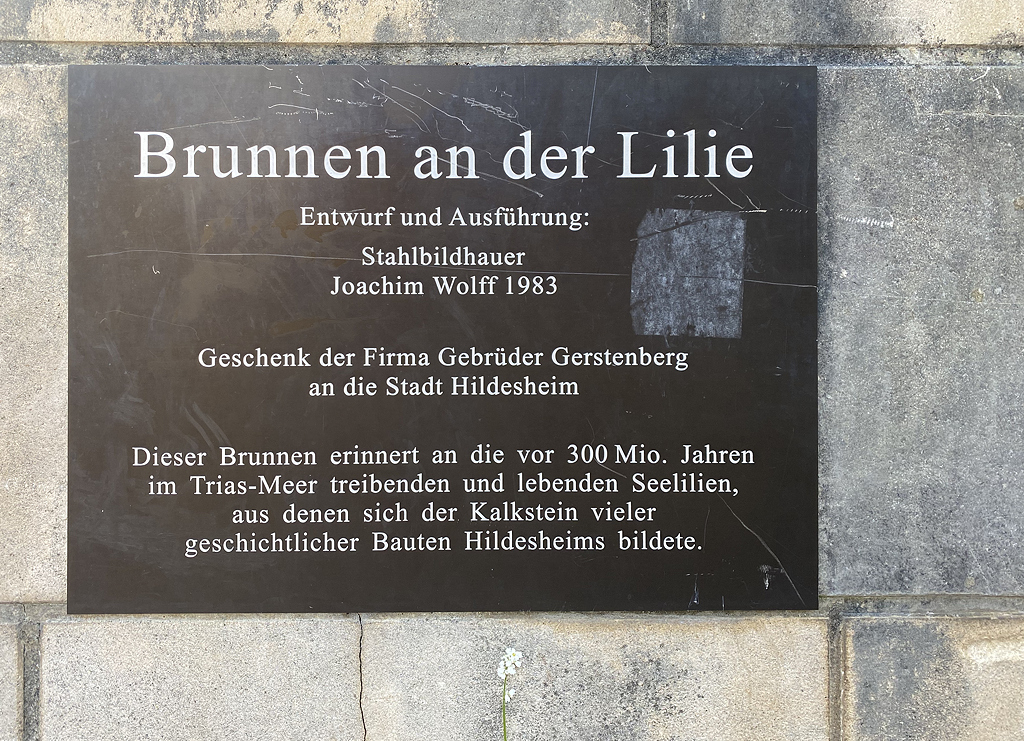 Brunnen an der Lilie
Entwurf und Ausführung:
Stahlbildhauer
Joachim Wolff 1983
Geschenk der Firma Gebrüder Gerstenberg
an die Stadt Hildesheim
Dieser Brunnen erinnert an die vor 300 Mio. Jahren
im Trias-Meer treibenden und lebenden Seelilien,
aus denen sich der Kalkstein vieler
geschichtlicher Bauten Hildesheims bildete.